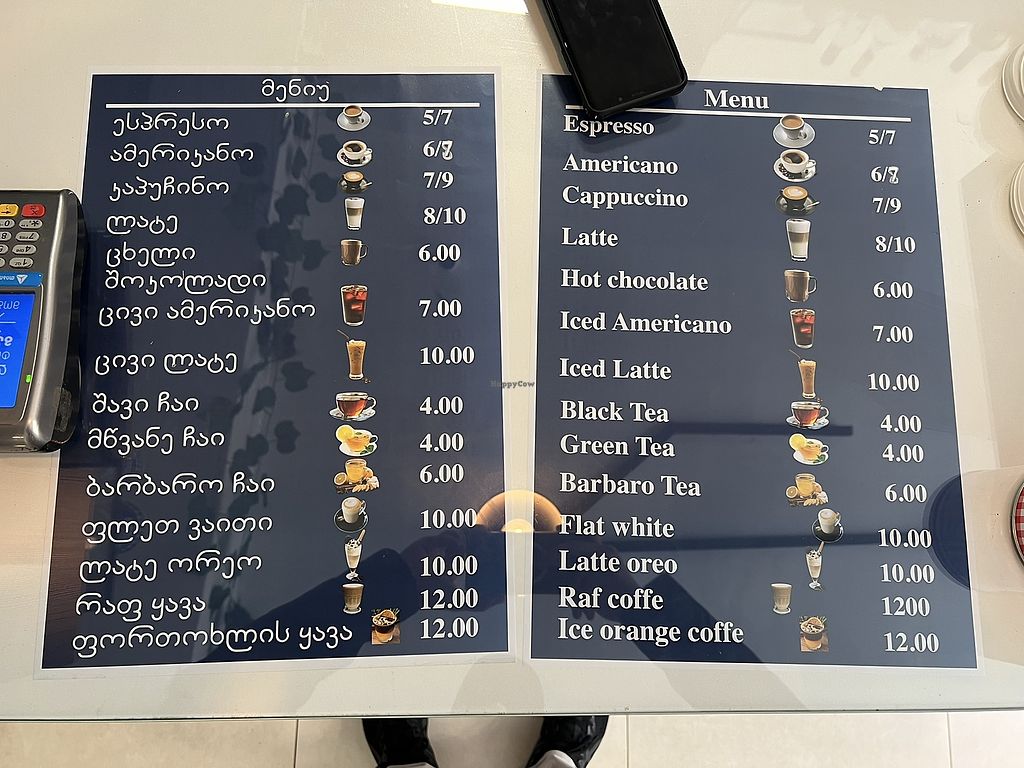 მენიუ
ესპრესო 5/7
ამერიკანო 6/8
კაპუჩინო 7/9
ლატე 8/10
ცხელი 6.00
შოკოლადი
ცივი ამერიკანო 7.00
ცივი ლატე 10.00
შავი ჩაი 4.00
მწვანე ჩაი 4.00
ბარბარო ჩაი 6.00
ფლეთ ვაითი 10.00
ლატე ორეო 10.00
რაფ ყავა 12.00
ფორთოხლის ყავა 12.00
Menu
Espresso 5/7
Americano 6/8
Cappuccino 7/9
Latte 8/10
Hot chocolate 6.00
Iced Americano 7.00
Iced Latte 10.00
Black Tea 4.00
Green Tea 4.00
Barbaro Tea 6.00
Flat white 10.00
Latte oreo 10.00
Raf coffe 1200
Ice orange coffe 12.00
HappyCow